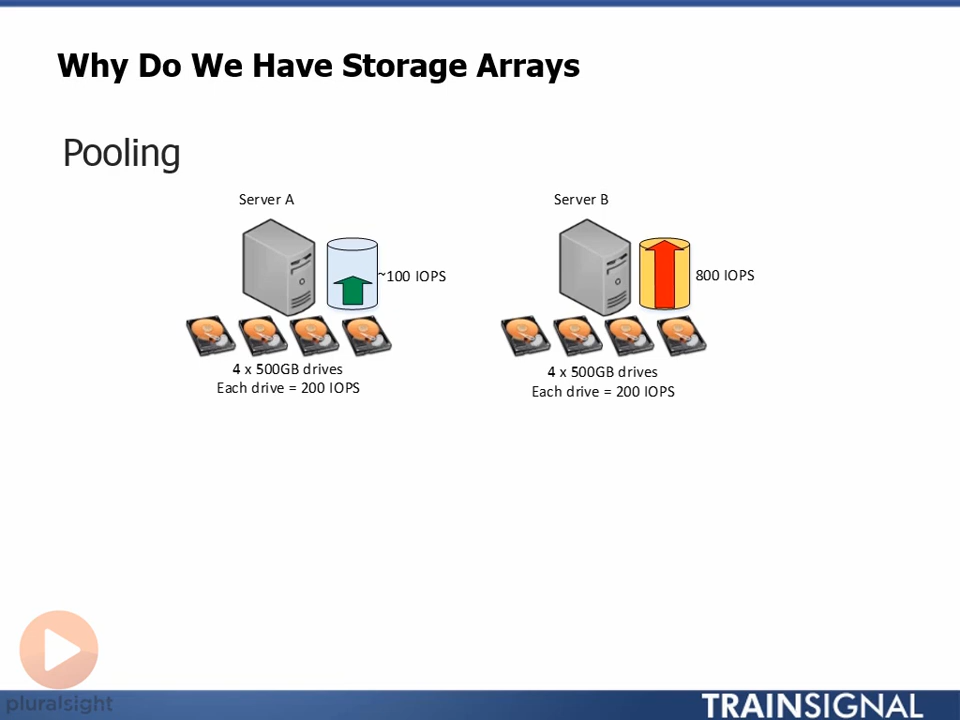 Why Do We Have Storage Arrays
Pooling
Server A
Server B
~100 IOPS
800 IOPS
4 x 500GB drives
Each drive = 200 IOPS
4 x 500GB drives
Each drive = 200 IOPS
pluralsight
TRAINSIGNAL